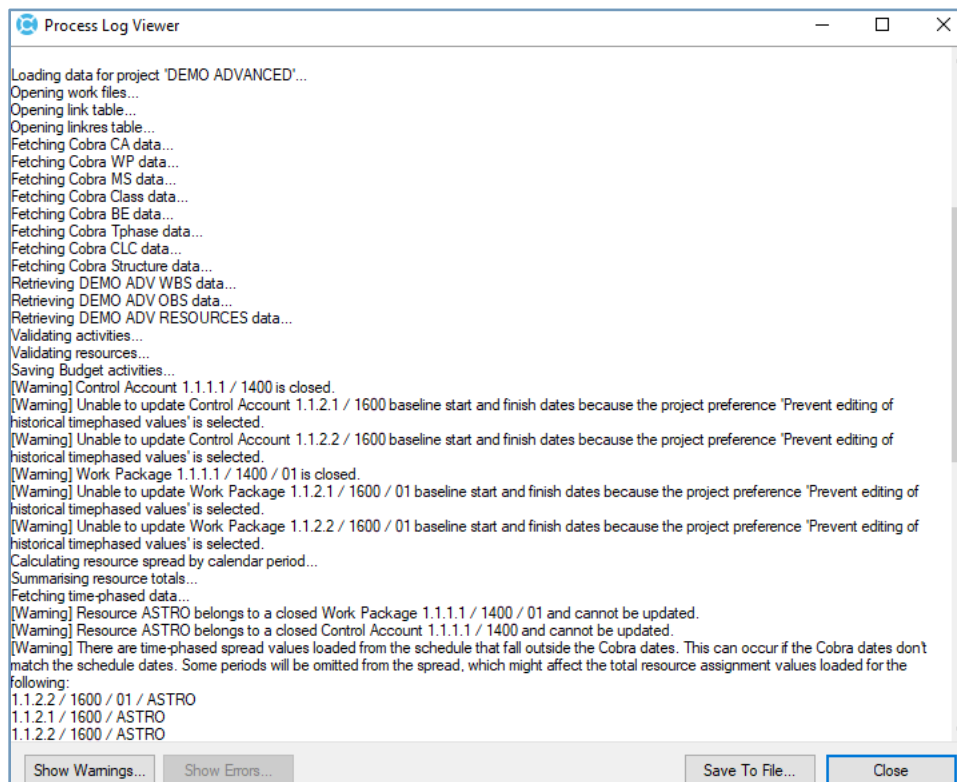 Process Log Viewer
Loading data for project 'DEMO ADVANCED'...
Opening work files...
Opening link table...
Opening linkres table...
Fetching Cobra CA data...
Fetching Cobra WP data...
Fetching Cobra MS data...
Fetching Cobra Class data...
Fetching Cobra BE data...
Fetching Cobra Tphase data...
Fetching Cobra CLC data...
Fetching Cobra Structure data...
Retrieving DEMO ADV WBS data...
Retrieving DEMO ADV OBS data...
Retrieving DEMO ADV RESOURCES data...
Validating activities...
Validating resources...
Saving Budget activities...
[Warning] Control Account 1.1.1.1 / 1400 is closed.
[Warning] Unable to update Control Account 1.1.2.1 / 1600 baseline start and finish dates because the project preference 'Prevent editing of
historical timephased values' is selected.
[Warning] Unable to update Control Account 1.1.2.2 / 1600 baseline start and finish dates because the project preference 'Prevent editing of
historical timephased values' is selected.
[Warning] Work Package 1.1.1.1 / 1400 / 01 is closed.
[Warning] Unable to update Work Package 1.1.2.1 / 1600 / 01 baseline start and finish dates because the project preference 'Prevent editing of
historical timephased values' is selected.
[Warning] Unable to update Work Package 1.1.2.2 / 1600 / 01 baseline start and finish dates because the project preference 'Prevent editing of
historical timephased values' is selected.
Calculating resource spread by calendar period...
Summarising resource totals...
Fetching time-phased data...
[Warning] Resource ASTRO belongs to a closed Work Package 1.1.1.1 / 1400 / 01 and cannot be updated.
[Warning] Resource ASTRO belongs to a closed Control Account 1.1.1.1 / 1400 and cannot be updated.
[Warning] There are time-phased spread values loaded from the schedule that fall outside the Cobra dates. This can occur if the Cobra dates don't
match the schedule dates. Some periods will be omitted from the spread, which might affect the total resource assignment values loaded for the
following:
1.1.2.2 / 1600 / 01 / ASTRO
1.1.2.1 / 1600 / ASTRO
1.1.2.2 / 1600 / ASTRO
Show Warnings... Show Errors... Save To File... Close